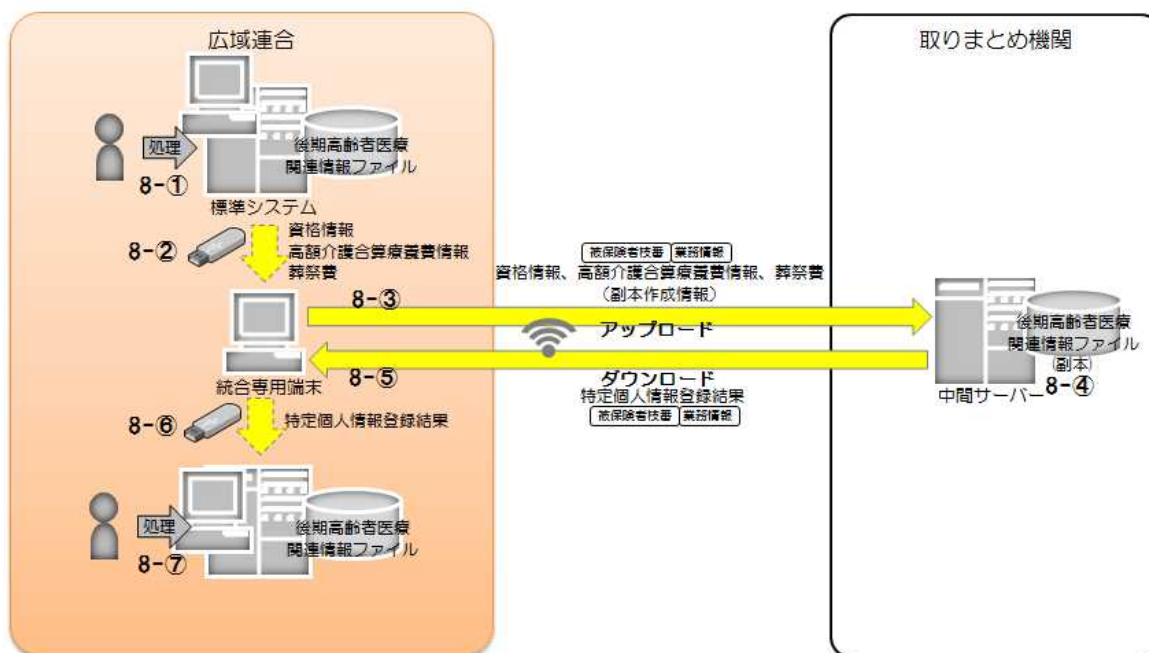 広域連合
処理
8-①
後期高齢者医療
関連情報ファイル
標準システム
8-②
資格情報
高額介護合算療養費情報
葬祭費
8-③
被保険者枝番 業務情報
資格情報、高額介護合算療養費情報、葬祭費
(副本作成情報)
アップロード
統合専用端末
8-⑤
ダウンロード
特定個人情報登録結果
被保険者枝番 業務情報
8-⑥
特定個人情報登録結果
処理
8-⑦
後期高齢者医療
関連情報ファイル
取りまとめ機関
後期高齢者医療
関連情報ファイル
(副本)
8-④
中間サーバー